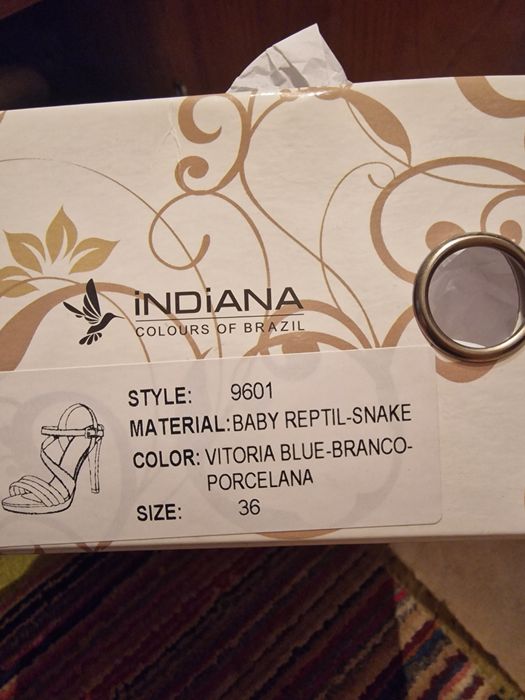 iNDiANA
COLOURS OF BRAZIL
STYLE: 9601
MATERIAL:BABY REPTIL-SNAKE
COLOR: VITORIA BLUE-BRANCO-
PORCELANA
SIZE: 36